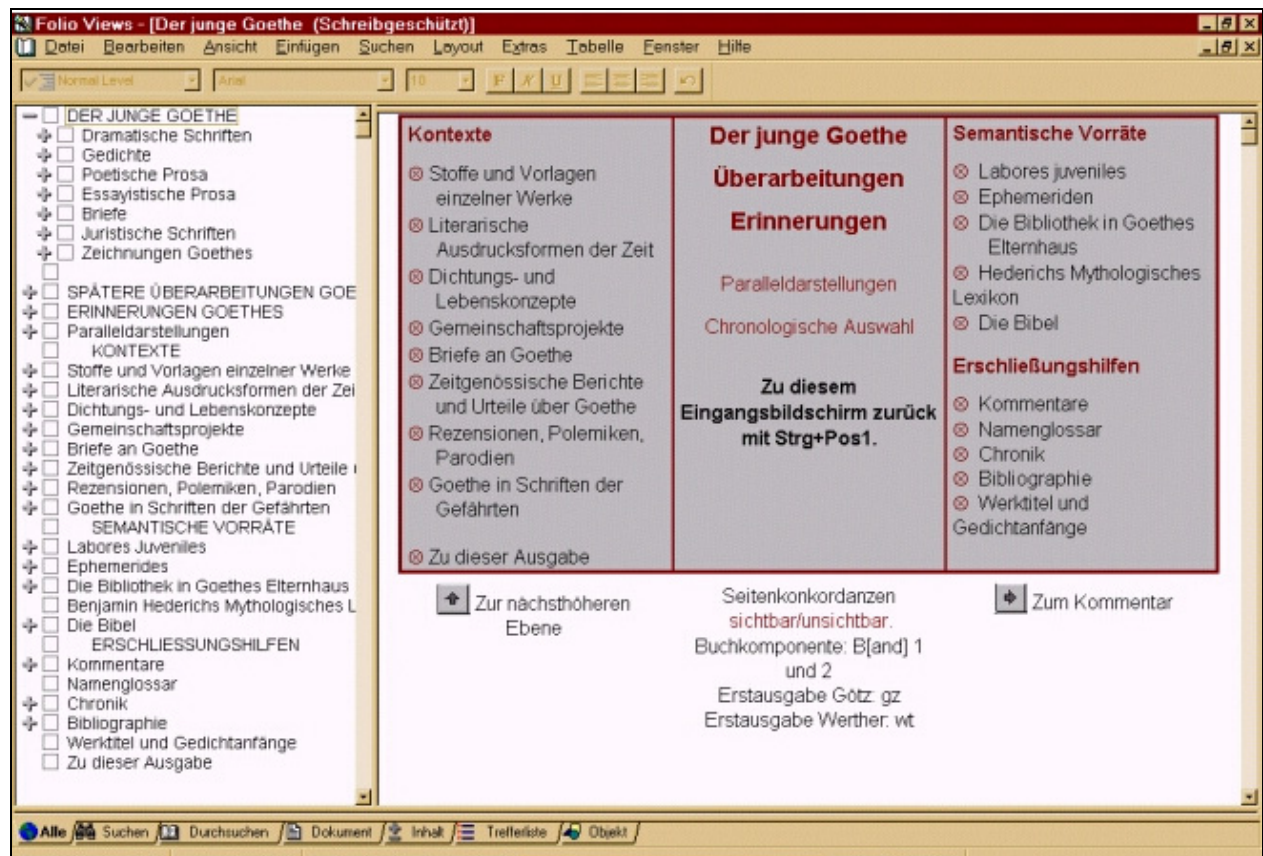 Folio Views - [Der junge Goethe (Schreibgeschützt)]
Datei Bearbeiten Ansicht Einfügen Suchen Layout Extras Tabelle Fenster Hilfe
Normal Level Arial 10 F K U
DER JUNGE GOETHE
Dramatische Schriften
Gedichte
Poetische Prosa
Essayistische Prosa
Briefe
Juristische Schriften
Zeichnungen Goethes
SPÄTERE ÜBERARBEITUNGEN GOE
ERINNERUNGEN GOETHES
Paralleldarstellungen
KONTEXTE
Stoffe und Vorlagen einzelner Werke
Literarische Ausdrucksformen der Zei
Dichtungs- und Lebenskonzepte
Gemeinschaftsprojekte
Briefe an Goethe
Zeitgenössische Berichte und Urteile
Rezensionen, Polemiken, Parodien
Goethe in Schriften der Gefährten
SEMANTISCHE VORRÄTE
Labores Juveniles
Ephemerides
Die Bibliothek in Goethes Elternhaus
Benjamin Hederichs Mythologisches L
Die Bibel
ERSCHLIESSUNGSHILFEN
Kommentare
Namenglossar
Chronik
Bibliographie
Werktitel und Gedichtanfänge
Zu dieser Ausgabe
Kontexte
Stoffe und Vorlagen
einzelner Werke
Literarische
Ausdrucksformen der Zeit
Dichtungs- und
Lebenskonzepte
Gemeinschaftsprojekte
Briefe an Goethe
Zeitgenössische Berichte
und Urteile über Goethe
Rezensionen, Polemiken,
Parodien
Goethe in Schriften der
Gefährten
Zu dieser Ausgabe
Der junge Goethe
Überarbeitungen
Erinnerungen
Paralleldarstellungen
Chronologische Auswahl
Zu diesem
Eingangsbildschirm zurück
mit Strg+Pos1.
Semantische Vorräte
Labores juveniles
Ephemeriden
Die Bibliothek in Goethes
Elternhaus
Hederichs Mythologisches
Lexikon
Die Bibel
Erschließungshilfen
Kommentare
Namenglossar
Chronik
Bibliographie
Werktitel und
Gedichtanfänge
Zur nächsthöheren
Ebene
Seitenkonkordanzen
sichtbar/unsichtbar.
Buchkomponente: B[and] 1
und 2
Erstausgabe Götz: gz
Erstausgabe Werther: wt
Zum Kommentar
Alle Suchen Durchsuchen Dokument Inhalt Trefferliste Objekt